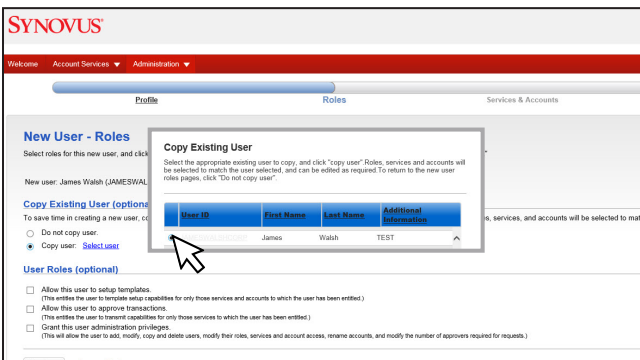 SYNOVUS®
Welcome Account Services Administration
Profile Roles Services & Accounts
New User - Roles
Select roles for this new user, and click
New user: James Walsh (JAMESWAL
Copy Existing User (optiona
To save time in creating a new user, co
es, services, and accounts will be selected to mat
Do not copy user.
Copy user: Select user
Copy Existing User
Select the appropriate existing user to copy, and click "copy user".Roles, services and accounts will
be selected to match the user selected, and can be edited as required.To return to the new user
roles pages, click "Do not copy user".
User ID First Name Last Name Additional
Information
James Walsh TEST
User Roles (optional)
Allow this user to setup templates.
(This entitles the user to template setup capabilities for only those services and accounts to which the user has been entitled.)
Allow this user to approve transactions.
(This entitles the user to transmit capabilities for only those services to which the user has been entitled.)
Grant this user administration privileges.
(This will allow the user to add, modify, copy and delete users, modify their roles, services and account access, rename accounts, and modify the number of approvers required for requests.)